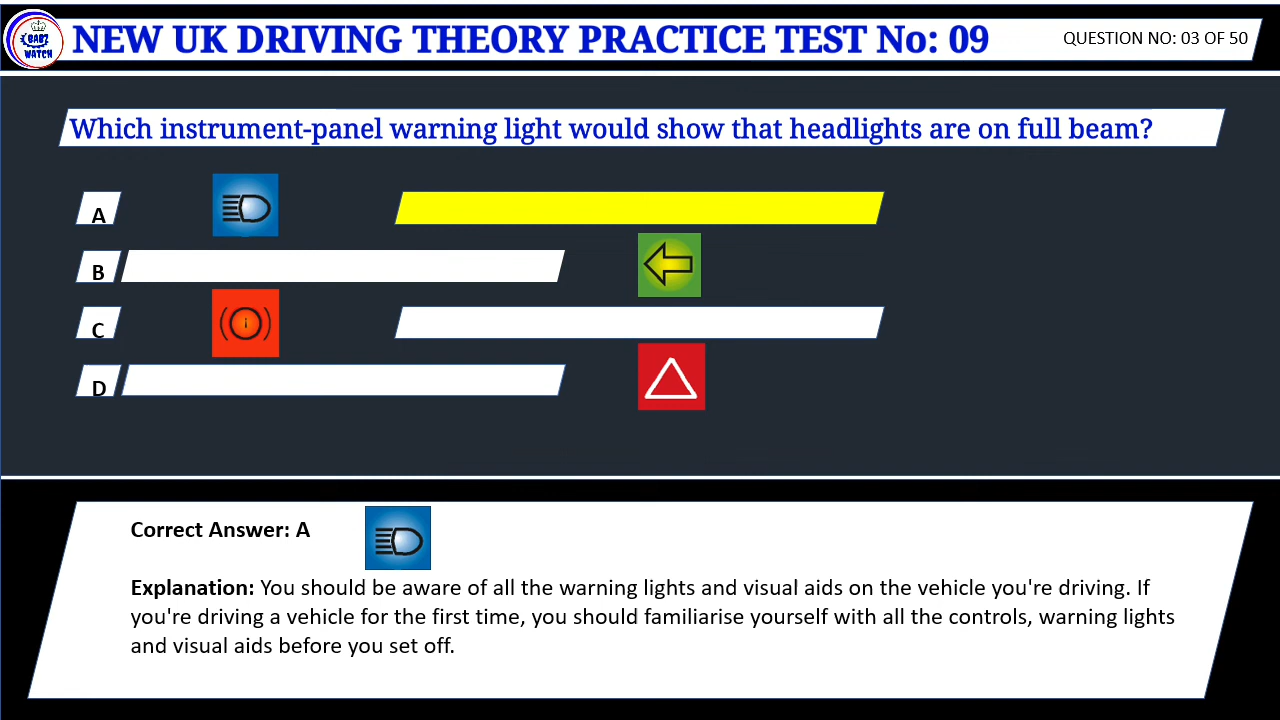 BABZ
WATCH
NEW UK DRIVING THEORY PRACTICE TEST No: 09
QUESTION NO: 03 OF 50
Which instrument-panel warning light would show that headlights are on full beam?
A
B
C
D
Correct Answer: A
Explanation: You should be aware of all the warning lights and visual aids on the vehicle you're driving. If
you're driving a vehicle for the first time, you should familiarise yourself with all the controls, warning lights
and visual aids before you set off.